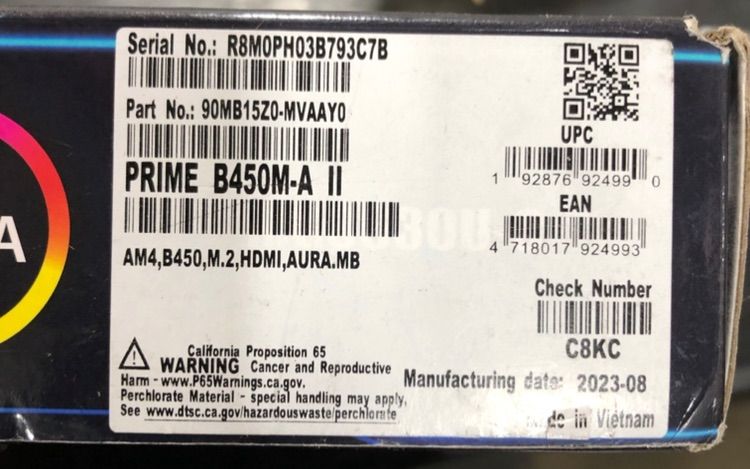 Serial No.: R8M0PH03B793C7B
Part No.: 90MB15Z0-MVAAY0
PRIME B450M-A II
AM4,B450,M.2,HDMI,AURA.MB
UPC
1 92876 92499 0
EAN
4 718017 924993
Check Number
C8KC
California Proposition 65
WARNING Cancer and Reproductive
Harm - www.P65Warnings.ca.gov.
Perchlorate Material - special handling may apply,
See www.dtsc.ca.gov/hazardouswaste/perchlorate
Manufacturing date: 2023-08
Made in Vietnam
A